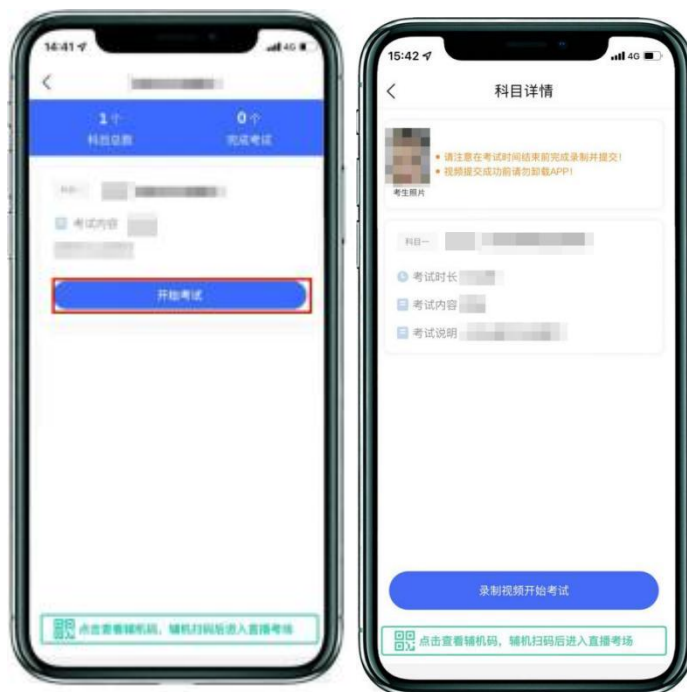 14:41
4G
1个
0个
科目总数
完成考试
科目一
考试内容
开始考试
点击查看辅机码，辅机扫码后进入直播考场
15:42
4G
科目详情
请注意在考试时间结束前完成录制并提交！
视频提交成功前请勿卸载APP！
考生照片
科目一
考试时长
考试内容
考试说明
录制视频开始考试
点击查看辅机码，辅机扫码后进入直播考场